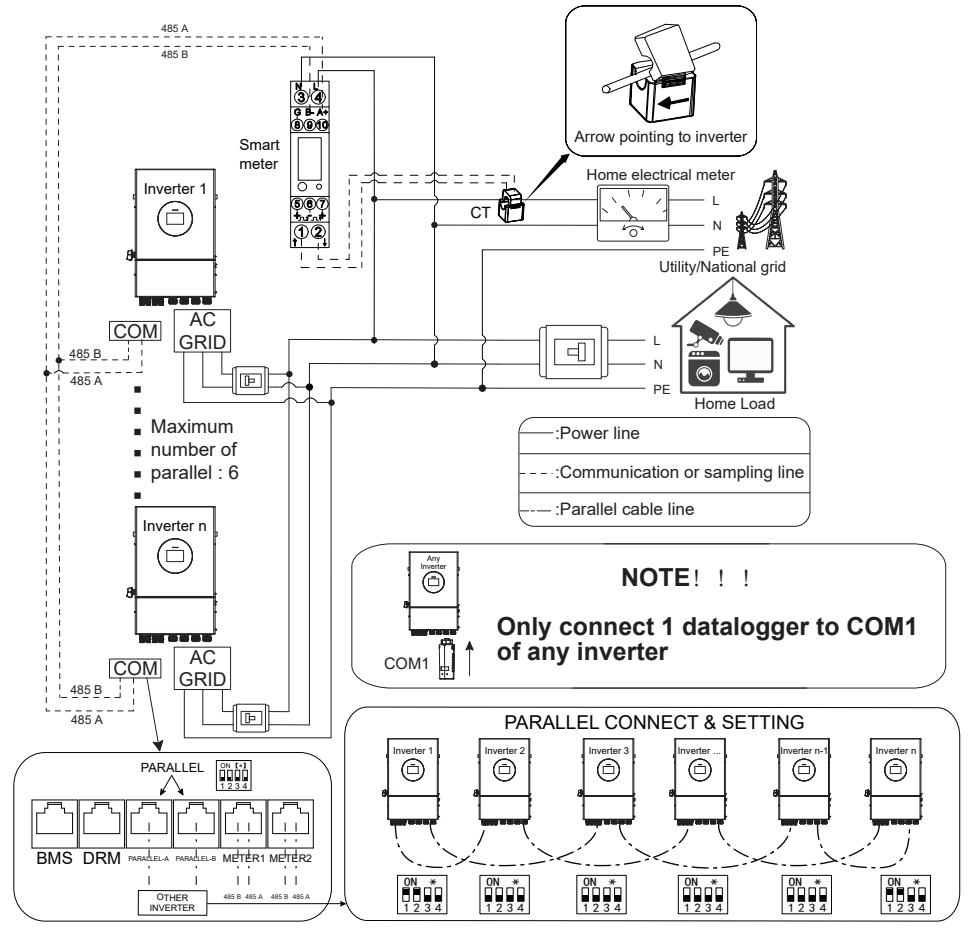 485 A
485 B
N L
3 4
G B- A+
8 9 10
Smart
meter
5 6 7
+ - +
1 2
Arrow pointing to inverter
Home electrical meter
CT
L
N
PE
Utility/National grid
Inverter 1
COM
AC
GRID
485 B
485 A
L
N
PE
Home Load
Maximum
number of
parallel : 6
:Power line
:Communication or sampling line
:Parallel cable line
Inverter n
COM
AC
GRID
485 B
485 A
Any
Inverter
COM1
NOTE! ! !
Only connect 1 datalogger to COM1
of any inverter
PARALLEL
ON [+]
1 2 3 4
BMS DRM PARALLEL-A PARALLEL-B METER1 METER2
OTHER
INVERTER
485 B 485 A 485 B 485 A
PARALLEL CONNECT & SETTING
Inverter 1 Inverter 2 Inverter 3 Inverter ... Inverter n-1 Inverter n
ON * ON * ON * ON * ON * ON *
1 2 3 4 1 2 3 4 1 2 3 4 1 2 3 4 1 2 3 4 1 2 3 4